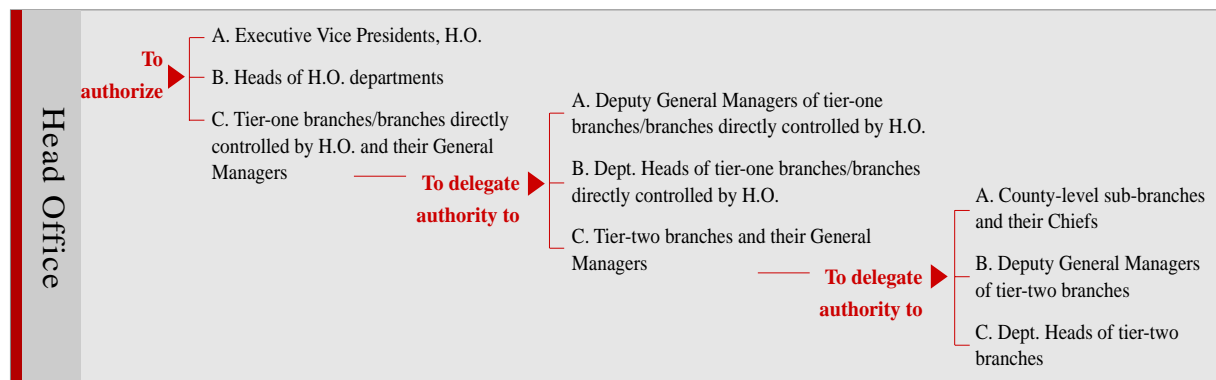 Head Office
To
authorize
A. Executive Vice Presidents, H.O.
B. Heads of H.O. departments
C. Tier-one branches/branches directly
controlled by H.O. and their General
Managers
To delegate
authority to
A. Deputy General Managers of tier-one
branches/branches directly controlled by H.O.
B. Dept. Heads of tier-one branches/branches
directly controlled by H.O.
C. Tier-two branches and their General
Managers
To delegate
authority to
A. County-level sub-branches
and their Chiefs
B. Deputy General Managers
of tier-two branches
C. Dept. Heads of tier-two
branches